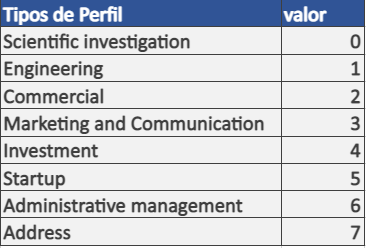 Tipos de Perfil valor
Scientific investigation 0
Engineering 1
Commercial 2
Marketing and Communication 3
Investment 4
Startup 5
Administrative management 6
Address 7